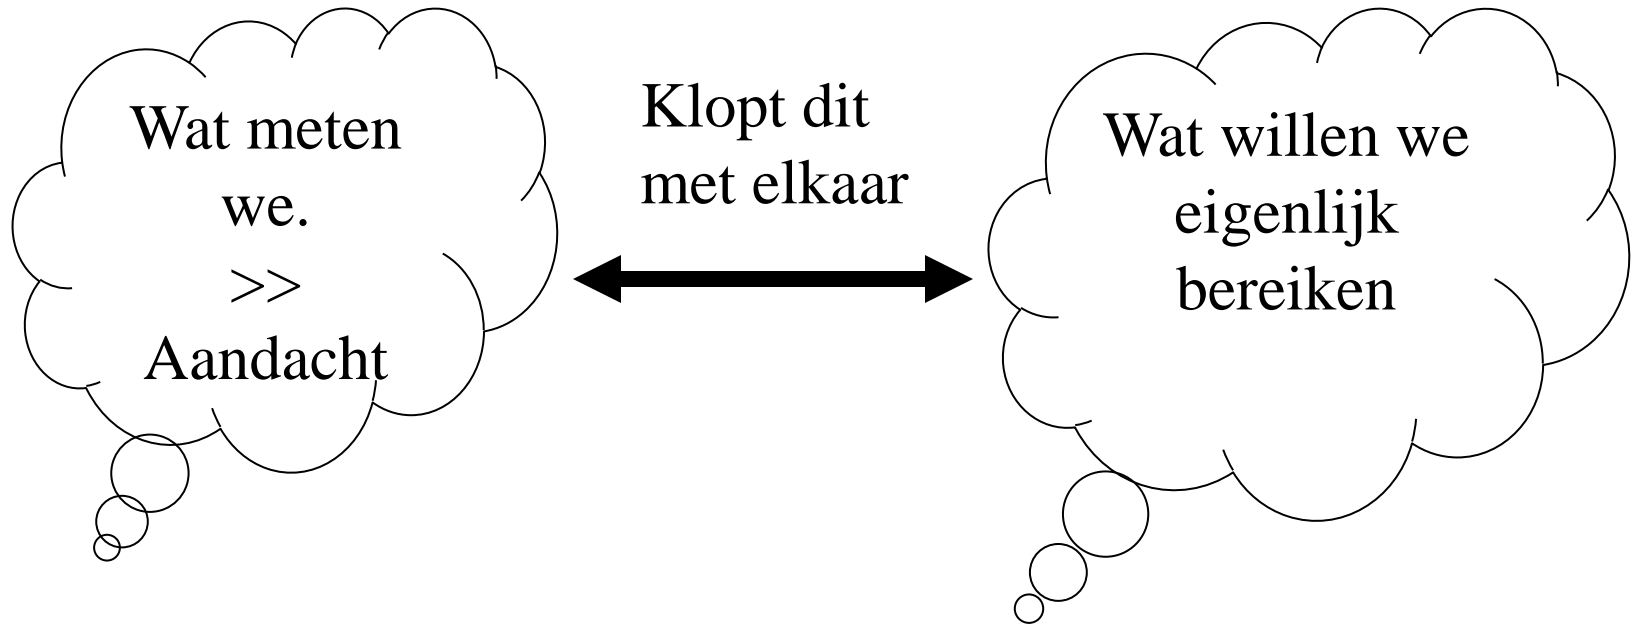 Wat meten
we.
>>
Aandacht
Klopt dit
met elkaar
Wat willen we
eigenlijk
bereiken